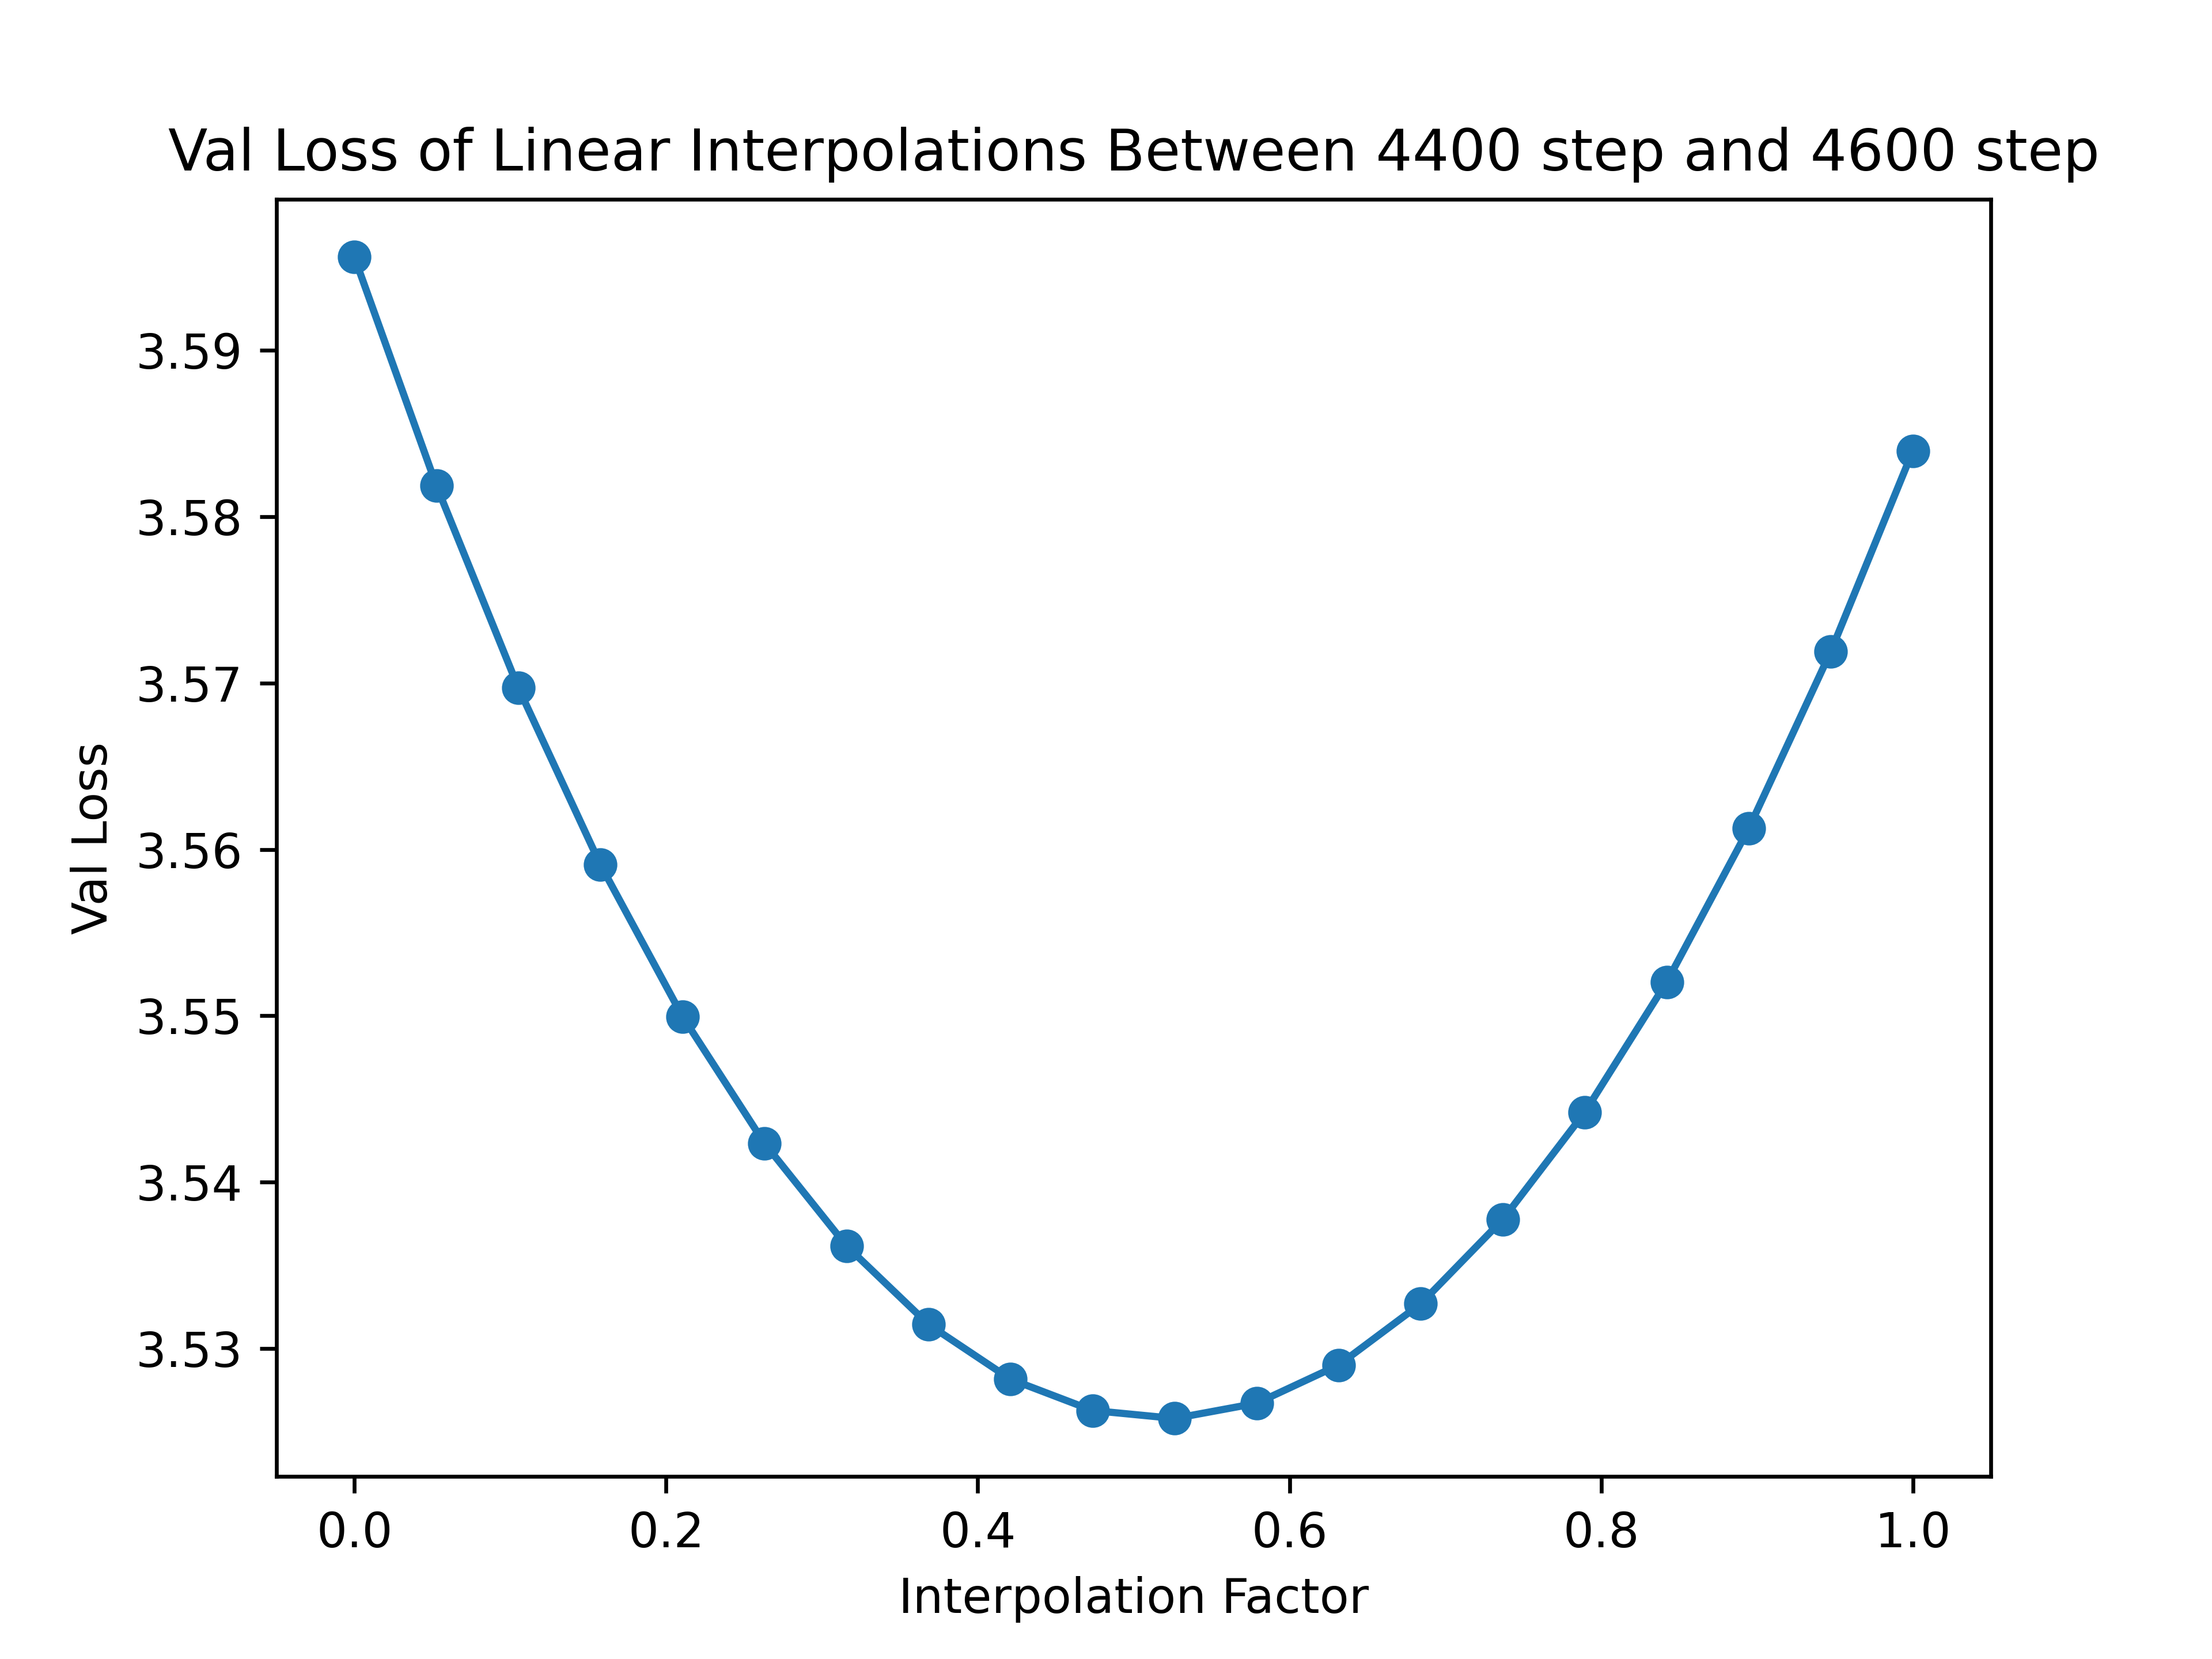 Val Loss of Linear Interpolations Between 4400 step and 4600 step
3.59
3.58
3.57
3.56
3.55
3.54
3.53
Val Loss
0.0 0.2 0.4 0.6 0.8 1.0
Interpolation Factor